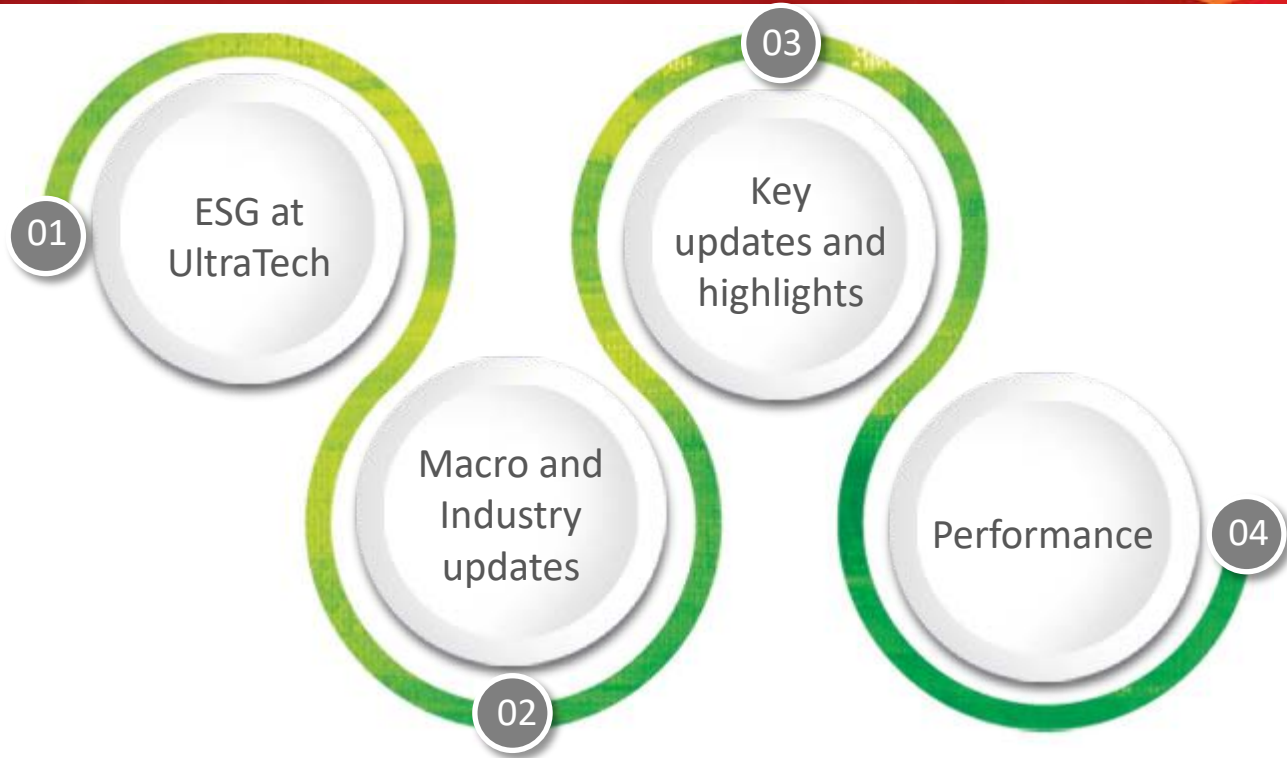 01
ESG at
UltraTech
02
Macro and
Industry
updates
03
Key
updates and
highlights
04
Performance